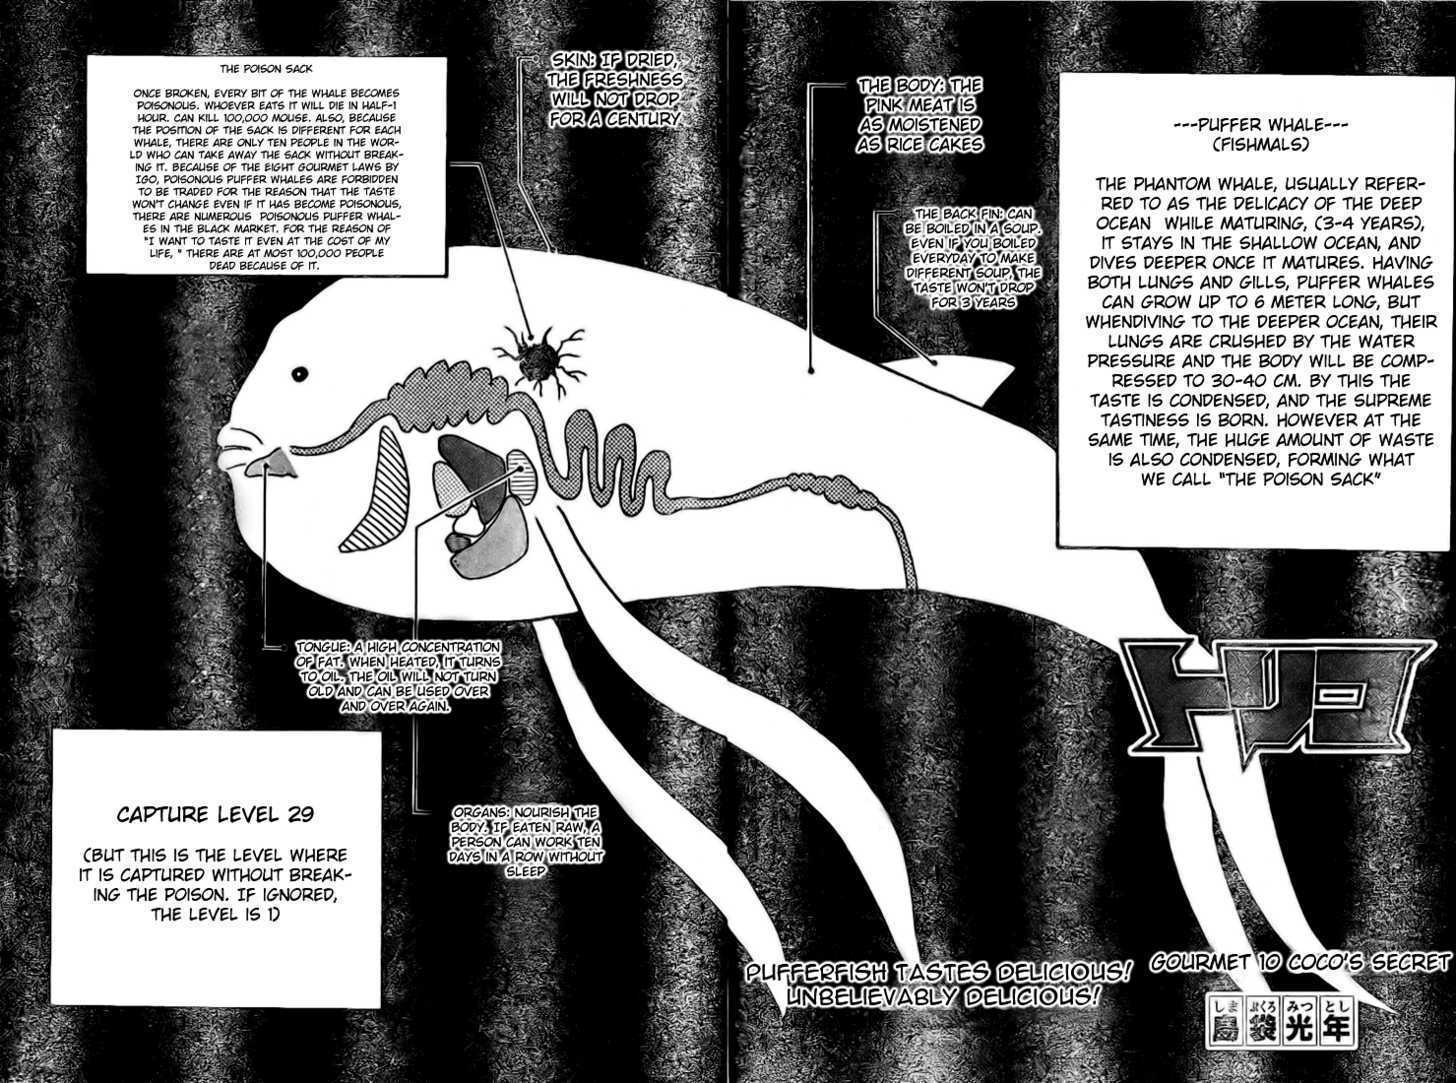 THE POISON SACK
ONCE BROKEN, EVERY BIT OF THE WHALE BECOMES
POISONOUS. WHOEVER EATS IT WILL DIE IN HALF-1
HOUR. CAN KILL 100,000 MOUSE. ALSO, BECAUSE
THE POSITION OF THE SACK IS DIFFERENT FOR EACH
WHALE, THERE ARE ONLY TEN PEOPLE IN THE WOR-
LD WHO CAN TAKE AWAY THE SACK WITHOUT BREAK-
ING IT. BECAUSE OF THE EIGHT GOURMET LAWS BY
IGO, POISONOUS PUFFER WHALES ARE FORBIDDEN
TO BE TRADED FOR THE REASON THAT THE TASTE
WON'T CHANGE EVEN IF IT HAS BECOME POISONOUS,
THERE ARE NUMEROUS POISONOUS PUFFER WHAL-
ES IN THE BLACK MARKET. FOR THE REASON OF
"I WANT TO TASTE IT EVEN AT THE COST OF MY
LIFE, " THERE ARE AT MOST 100,000 PEOPLE
DEAD BECAUSE OF IT.
SKIN: IF DRIED,
THE FRESHNESS
WILL NOT DROP
FOR A CENTURY
THE BODY: THE
PINK MEAT IS
AS MOISTENED
AS RICE CAKES
THE BACK FIN: CAN
BE BOILED IN A SOUP.
EVEN IF YOU BOILED
EVERYDAY TO MAKE
DIFFERENT SOUP, THE
TASTE WON'T DROP
FOR 3 YEARS
---PUFFER WHALE---
(FISHMALS)
THE PHANTOM WHALE, USUALLY REFER-
RED TO AS THE DELICACY OF THE DEEP
OCEAN WHILE MATURING, (3-4 YEARS),
IT STAYS IN THE SHALLOW OCEAN, AND
DIVES DEEPER ONCE IT MATURES. HAVING
BOTH LUNGS AND GILLS, PUFFER WHALES
CAN GROW UP TO 6 METER LONG, BUT
WHENDIVING TO THE DEEPER OCEAN, THEIR
LUNGS ARE CRUSHED BY THE WATER
PRESSURE AND THE BODY WILL BE COMP-
RESSED TO 30-40 CM. BY THIS THE
TASTE IS CONDENSED, AND THE SUPREME
TASTINESS IS BORN. HOWEVER AT THE
SAME TIME, THE HUGE AMOUNT OF WASTE
IS ALSO CONDENSED, FORMING WHAT
WE CALL "THE POISON SACK"
TONGUE: A HIGH CONCENTRATION
OF FAT. WHEN HEATED, IT TURNS
TO OIL. THE OIL WILL NOT TURN
OLD AND CAN BE USED OVER
AND OVER AGAIN.
トリコ
CAPTURE LEVEL 29
(BUT THIS IS THE LEVEL WHERE
IT IS CAPTURED WITHOUT BREAK-
ING THE POISON. IF IGNORED,
THE LEVEL IS 1)
ORGANS: NOURISH THE
BODY. IF EATEN RAW, A
PERSON CAN WORK TEN
DAYS IN A ROW WITHOUT
SLEEP
PUFFERFISH TASTES DELICIOUS!
UNBELIEVABLY DELICIOUS!
GOURMET 10 COCO'S SECRET
しま ぶくろ みつ とし
島袋光年